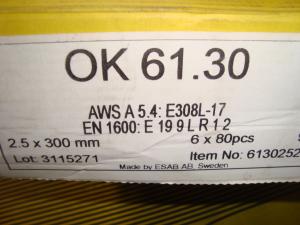 OK 61.30
AWS A 5.4: E308L-17
EN 1600: E 19 9 L R 1 2
2.5 x 300 mm 6 x 80pcs
Lot: 3115271 Item No: 6130252
Made by ESAB AB, Sweden